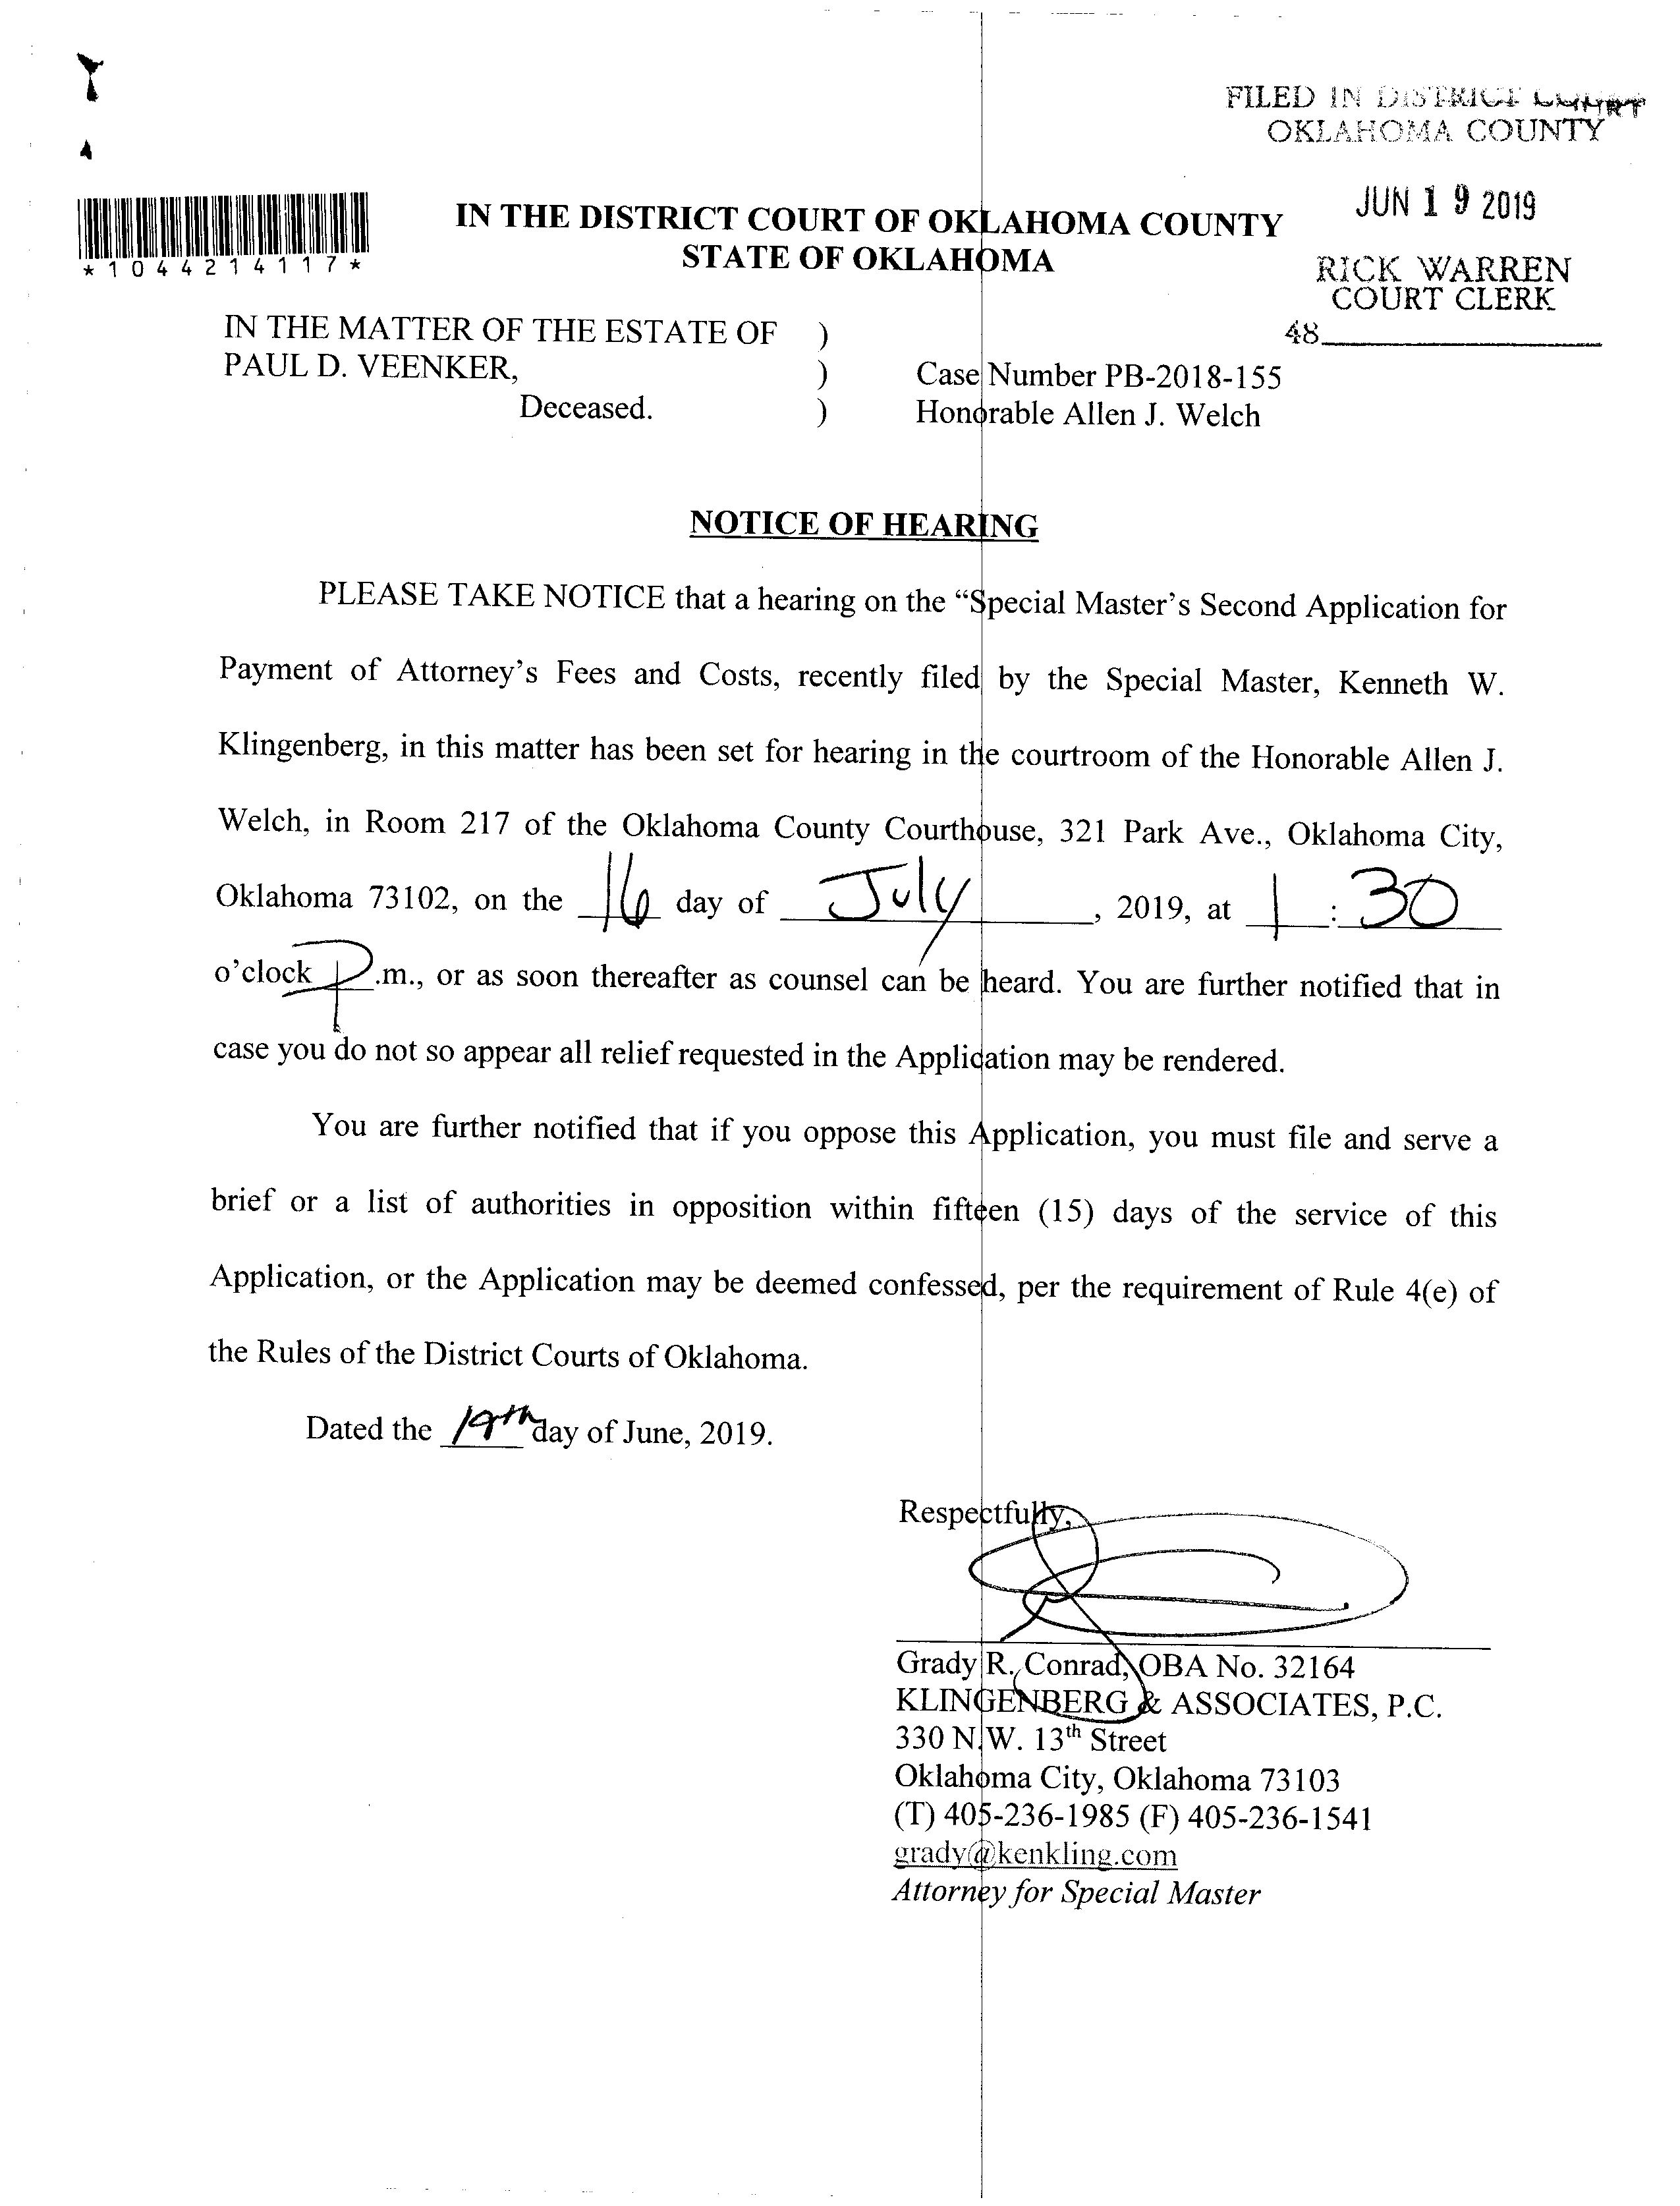 FILED IN DISTRICT COURT
OKLAHOMA COUNTY
JUN 19 2019
RICK WARREN
COURT CLERK
48
*1044214117*
IN THE DISTRICT COURT OF OKLAHOMA COUNTY
STATE OF OKLAHOMA
IN THE MATTER OF THE ESTATE OF )
PAUL D. VEENKER, ) Case Number PB-2018-155
Deceased. ) Honorable Allen J. Welch
NOTICE OF HEARING
PLEASE TAKE NOTICE that a hearing on the “Special Master’s Second Application for
Payment of Attorney’s Fees and Costs, recently filed by the Special Master, Kenneth W.
Klingenberg, in this matter has been set for hearing in the courtroom of the Honorable Allen J.
Welch, in Room 217 of the Oklahoma County Courthouse, 321 Park Ave., Oklahoma City,
Oklahoma 73102, on the 16 day of July, 2019, at 1:30
o’clock P.m., or as soon thereafter as counsel can be heard. You are further notified that in
case you do not so appear all relief requested in the Application may be rendered.
You are further notified that if you oppose this Application, you must file and serve a
brief or a list of authorities in opposition within fifteen (15) days of the service of this
Application, or the Application may be deemed confessed, per the requirement of Rule 4(e) of
the Rules of the District Courts of Oklahoma.
Dated the 19th day of June, 2019.
Respectfully,
Grady R. Conrad, OBA No. 32164
KLINGENBERG & ASSOCIATES, P.C.
330 N.W. 13th Street
Oklahoma City, Oklahoma 73103
(T) 405-236-1985 (F) 405-236-1541
grady@kenkling.com
Attorney for Special Master